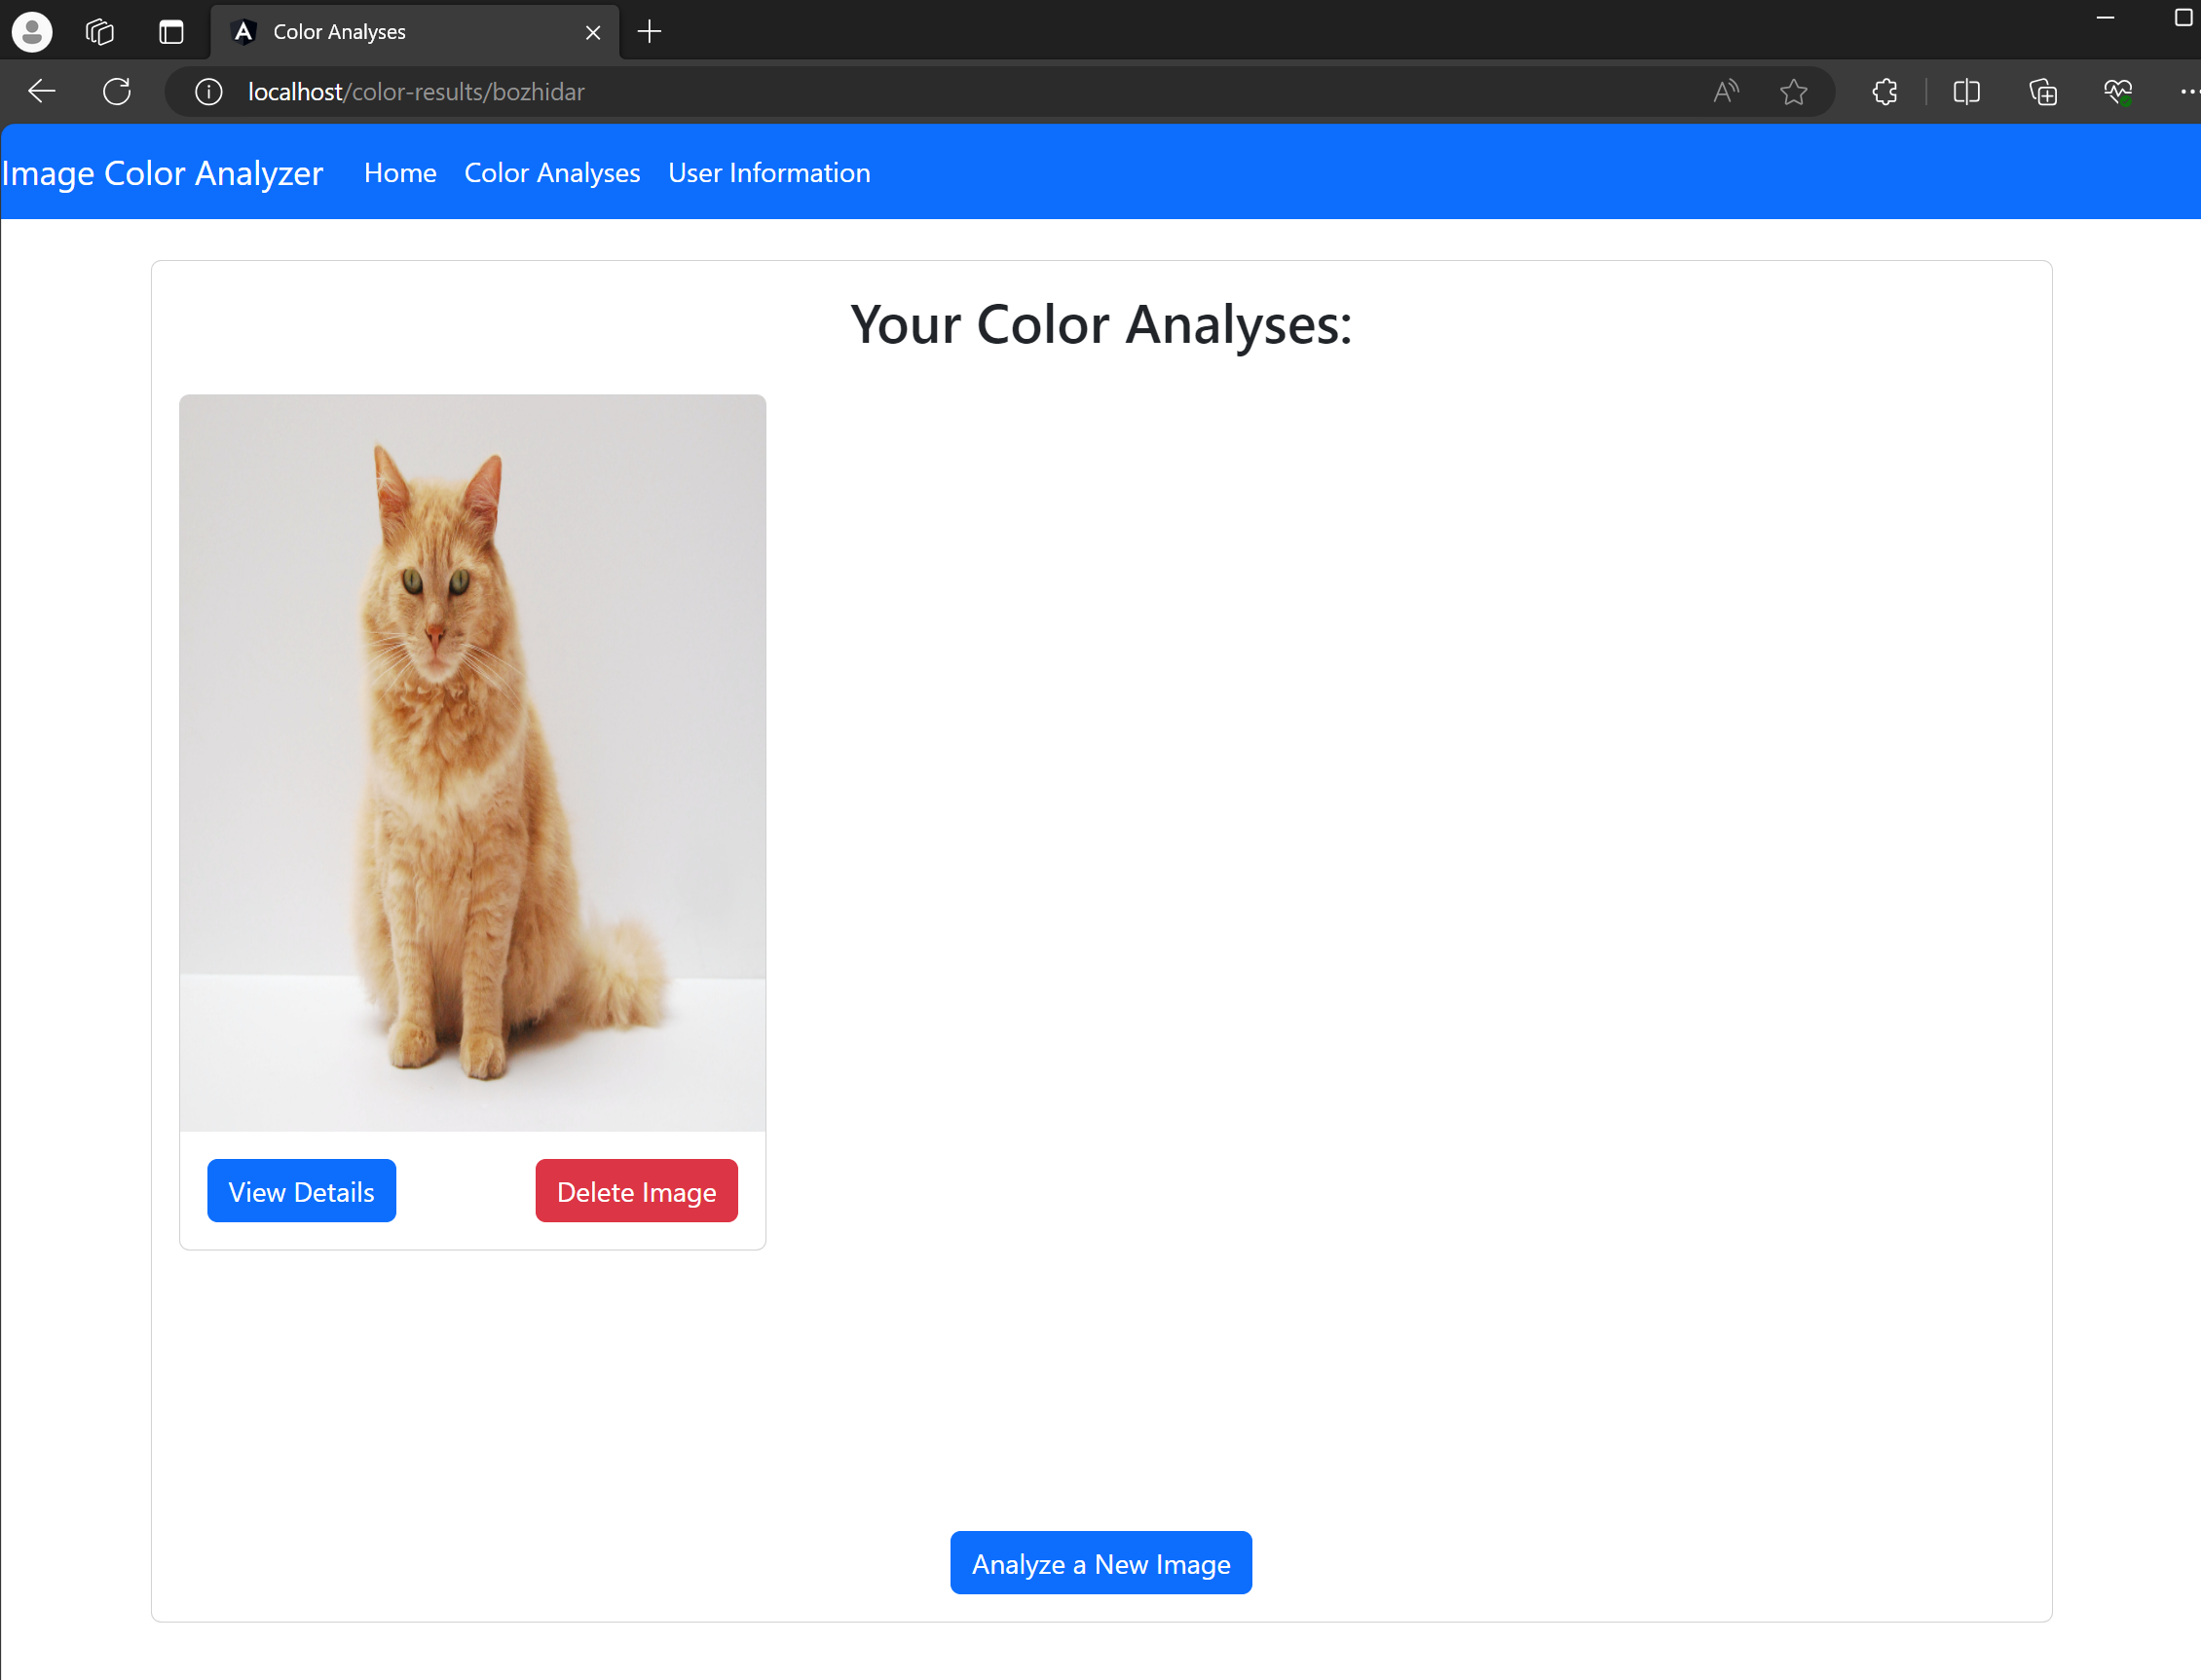 Color Analyses
localhost/color-results/bozhidar
Image Color Analyzer Home Color Analyses User Information
Your Color Analyses:
View Details Delete Image
Analyze a New Image